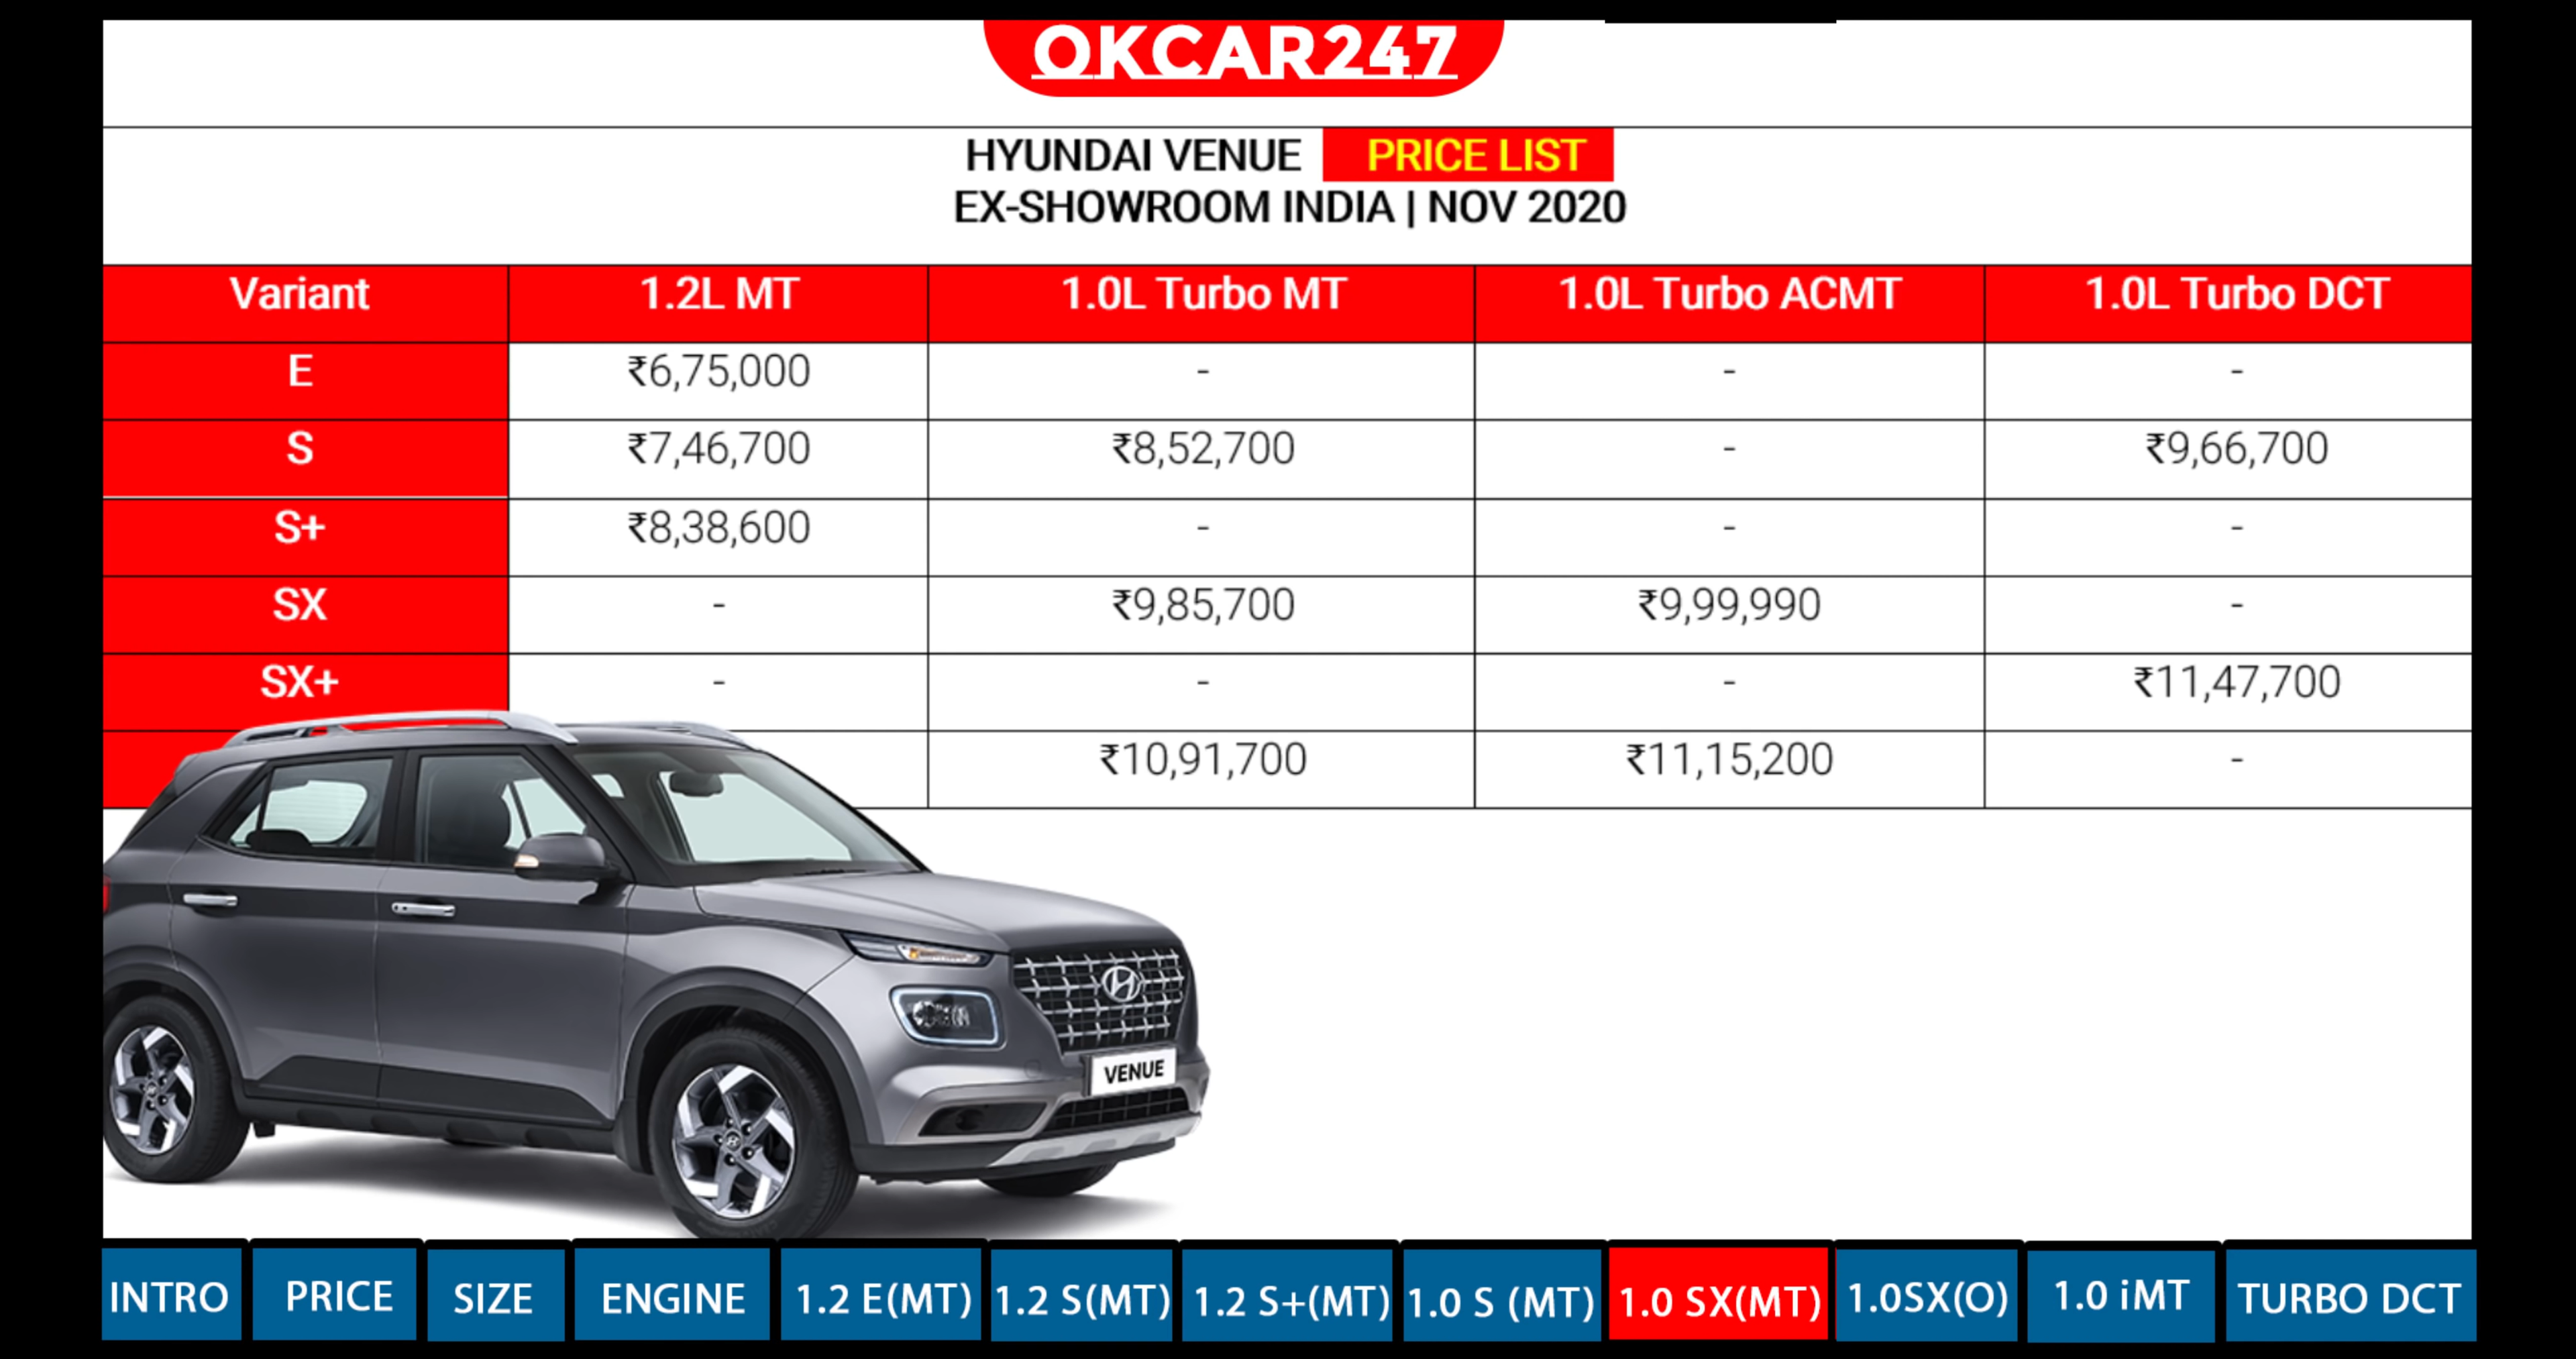 OKCAR247
HYUNDAI VENUE PRICE LIST
EX-SHOWROOM INDIA | NOV 2020
Variant 1.2L MT 1.0L Turbo MT 1.0L Turbo ACMT 1.0L Turbo DCT
E ₹6,75,000 - - -
S ₹7,46,700 ₹8,52,700 - ₹9,66,700
S+ ₹8,38,600 - - -
SX - ₹9,85,700 ₹9,99,990 -
SX+ - - - ₹11,47,700
₹10,91,700 ₹11,15,200 -
VENUE
INTRO PRICE SIZE ENGINE 1.2 E(MT) 1.2 S(MT) 1.2 S+(MT) 1.0 S (MT) 1.0 SX(MT) 1.0SX(O) 1.0 iMT TURBO DCT